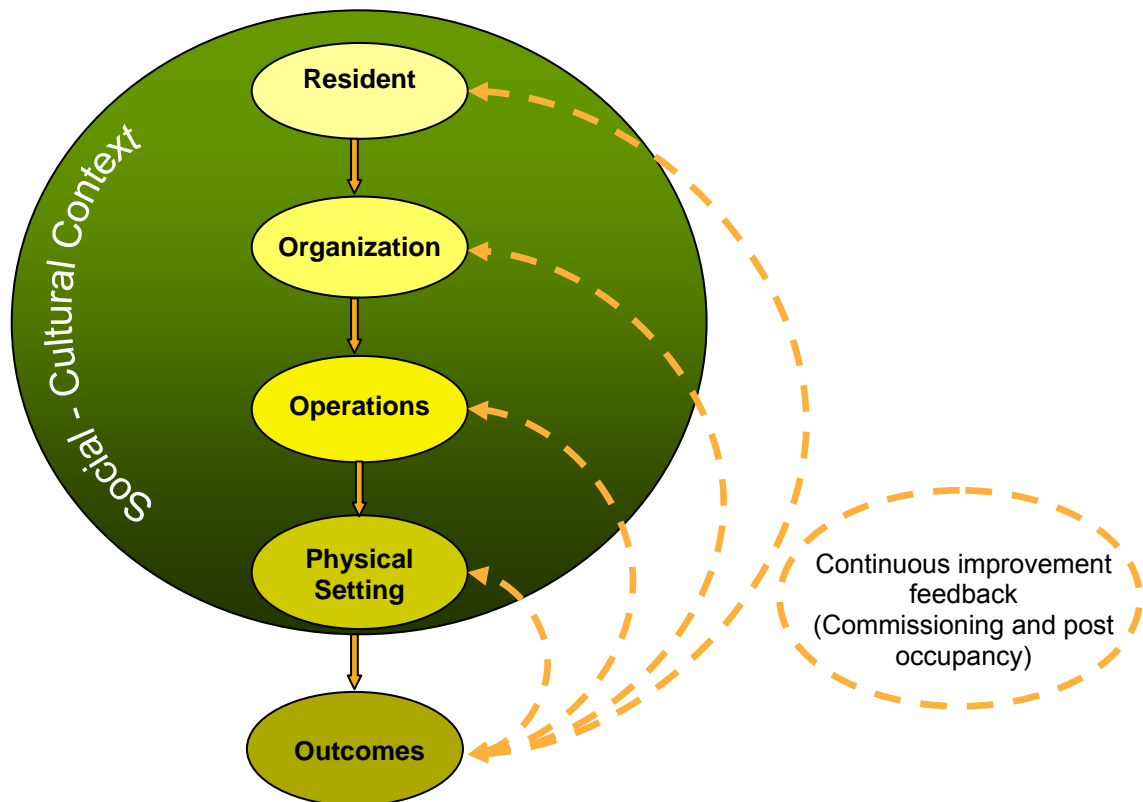 Resident
Social - Cultural Context
Organization
Operations
Physical
Setting
Continuous improvement
feedback
(Commissioning and post
occupancy)
Outcomes